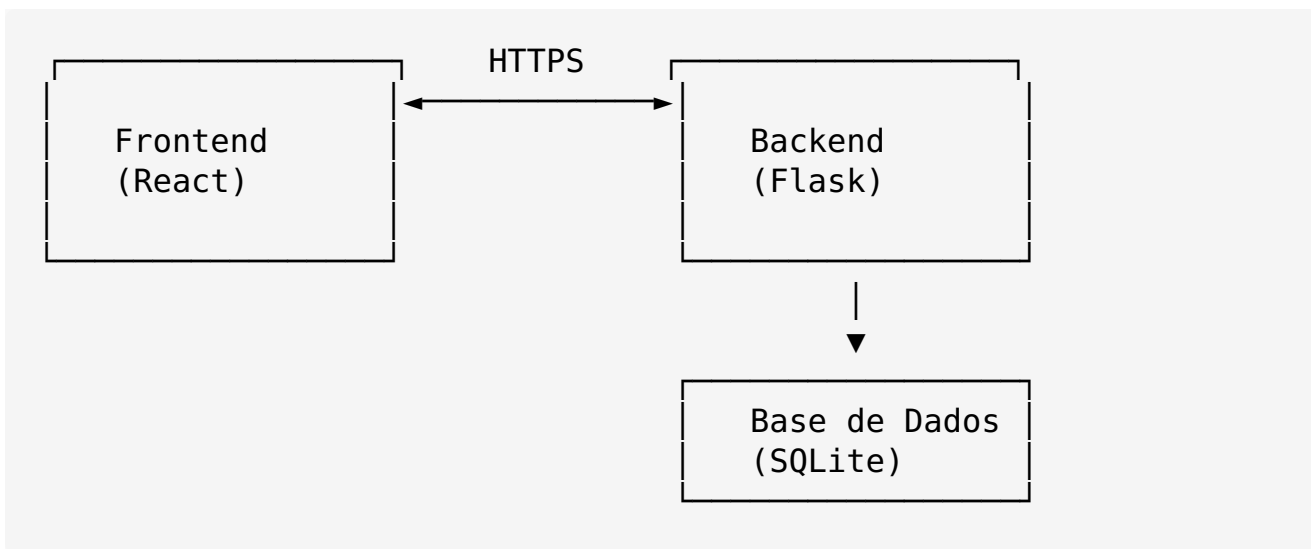 HTTPS
Frontend
(React)
Backend
(Flask)
Base de Dados
(SQLite)